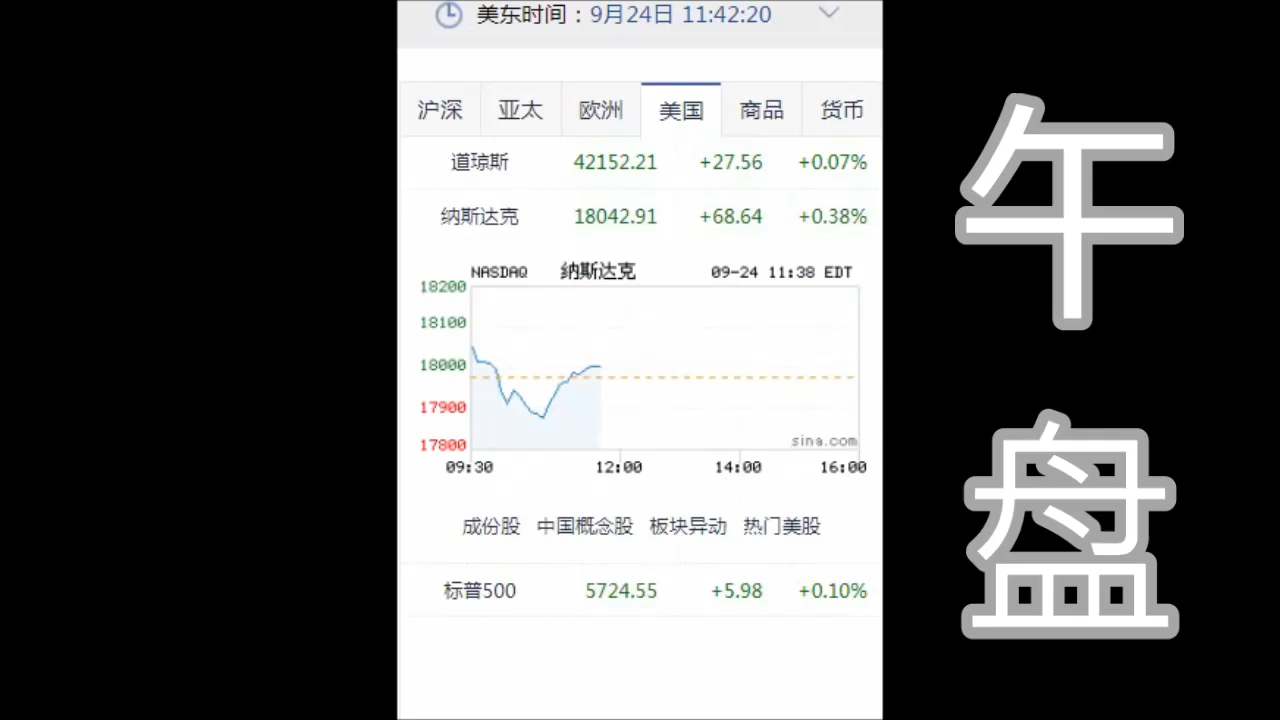 美东时间：9月24日 11:42:20
沪深 亚太 欧洲 美国 商品 货币
道琼斯 42152.21 +27.56 +0.07%
纳斯达克 18042.91 +68.64 +0.38%
NASDAQ 纳斯达克 09-24 11:38 EDT
18200
18100
18000
17900
17800
sina.com
09:30 12:00 14:00 16:00
成份股 中国概念股 板块异动 热门美股
标普500 5724.55 +5.98 +0.10%
午
盘